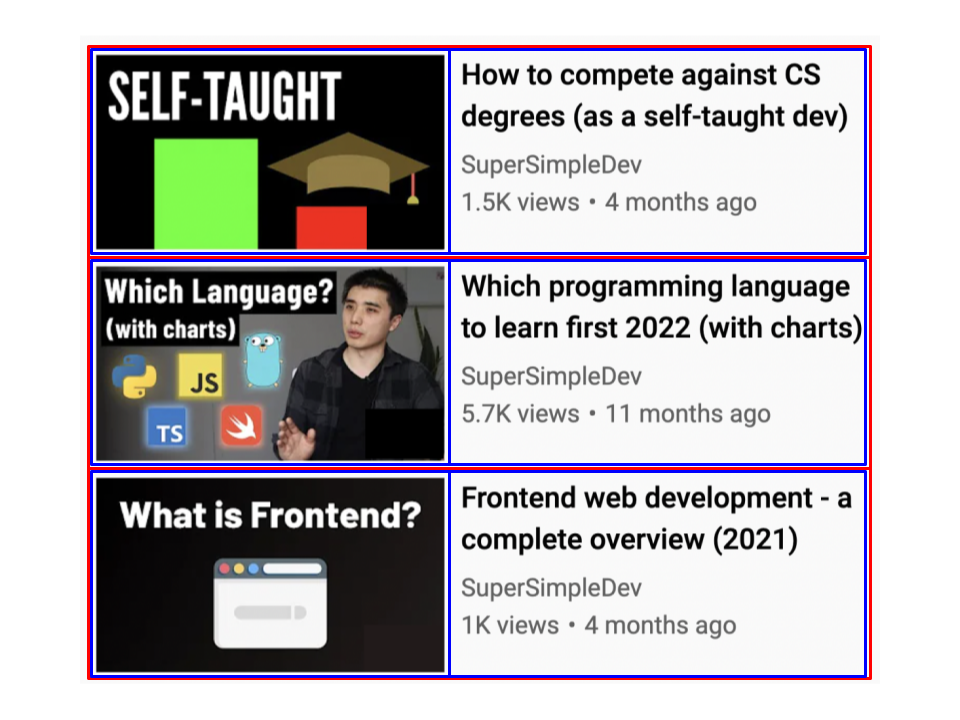 SELF-TAUGHT
How to compete against CS
degrees (as a self-taught dev)
SuperSimpleDev
1.5K views • 4 months ago
Which Language?
(with charts)
JS
TS
Which programming language
to learn first 2022 (with charts)
SuperSimpleDev
5.7K views • 11 months ago
What is Frontend?
Frontend web development - a
complete overview (2021)
SuperSimpleDev
1K views • 4 months ago